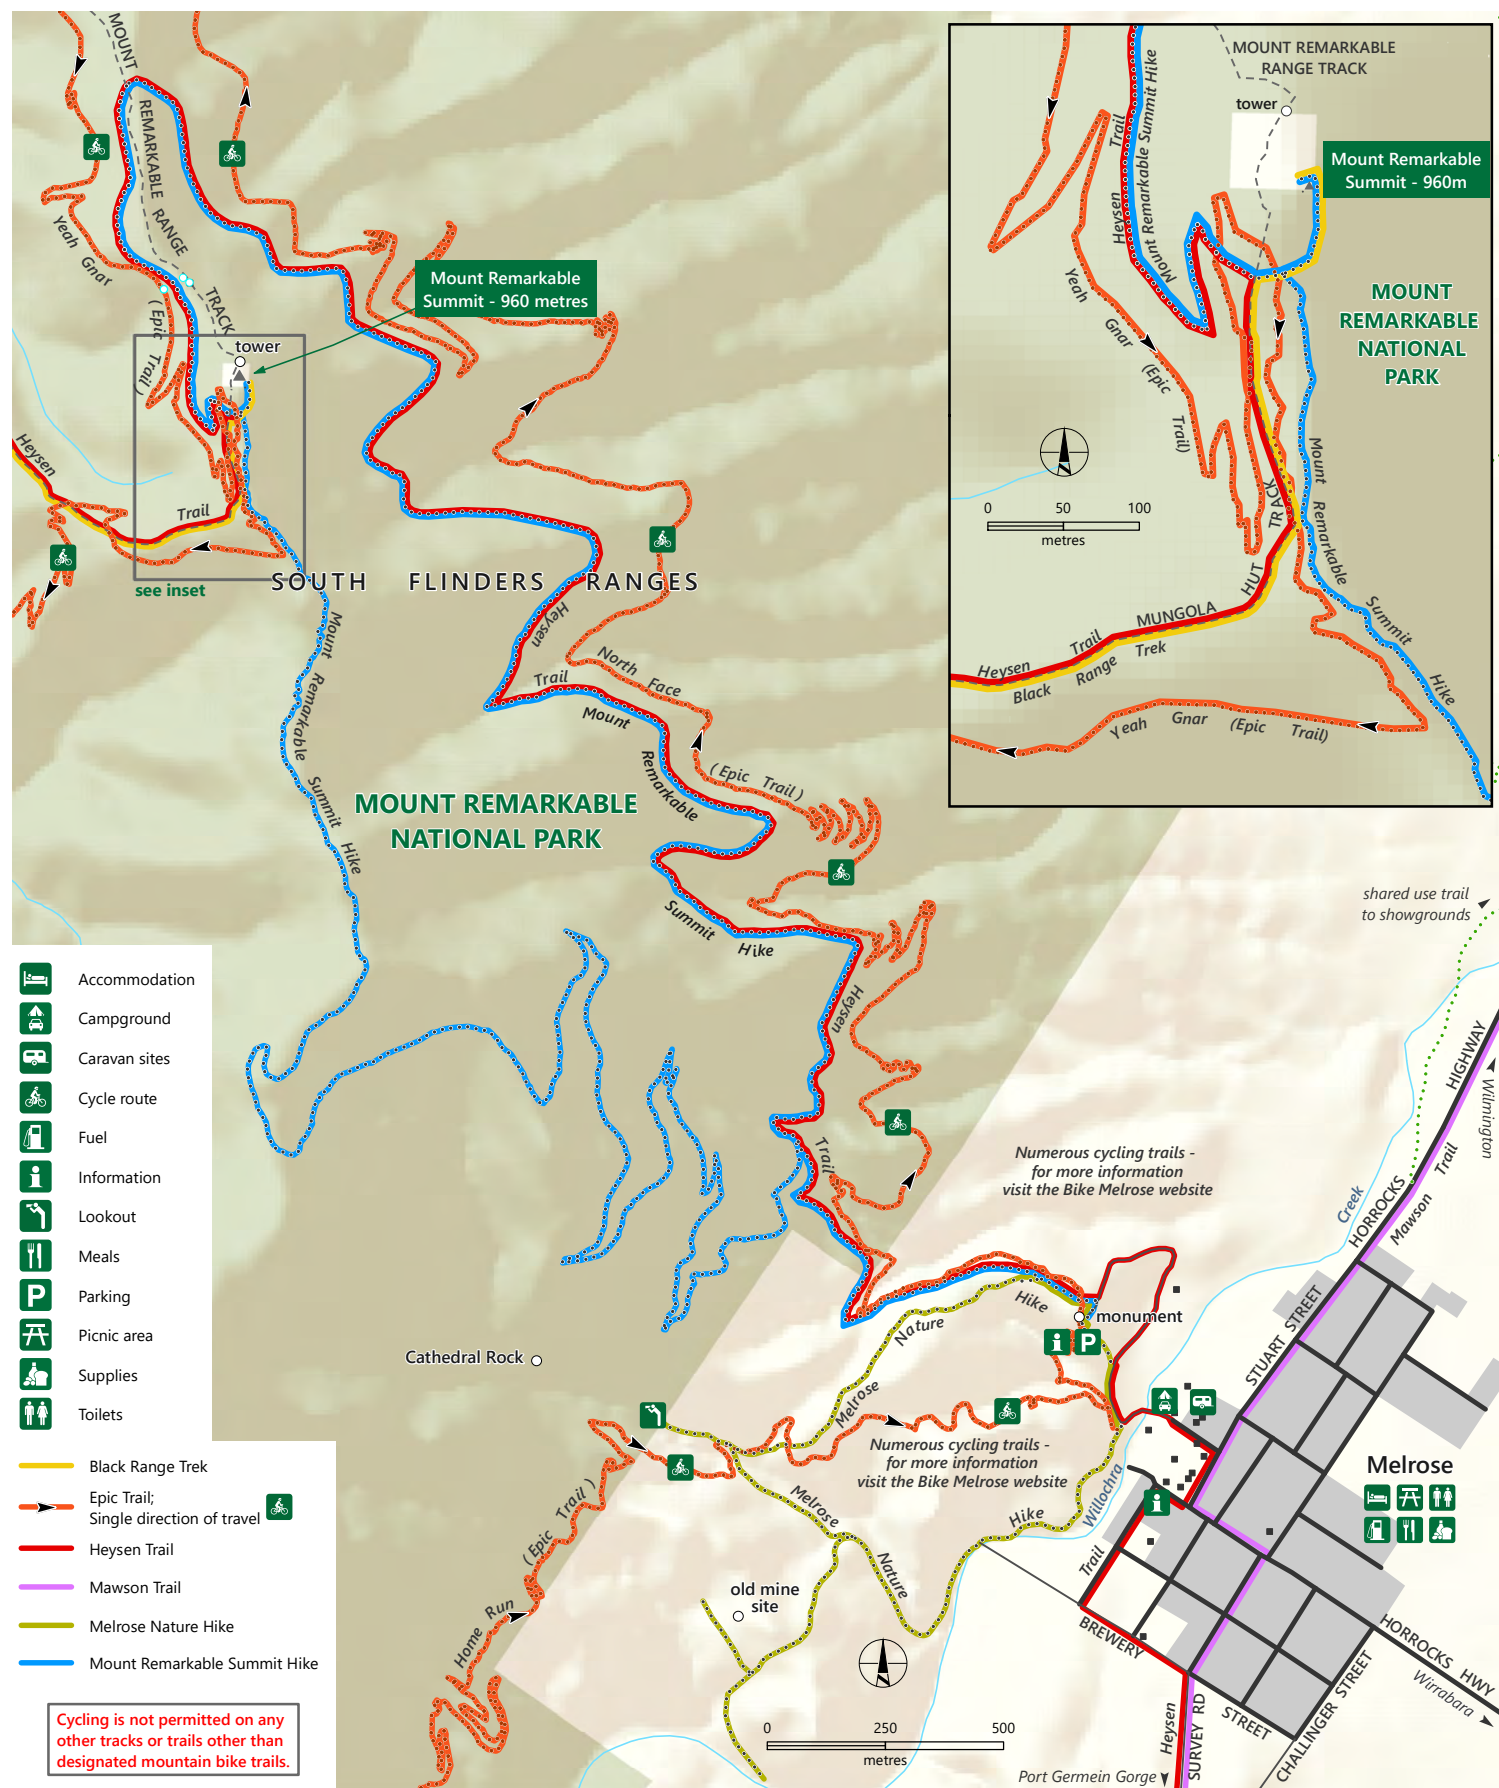 MOUNT
REMARKABLE
RANGE
TRACK
Yeah Gnar
( Epic Trail )
tower
Mount Remarkable
Summit - 960 metres
Heysen
Trail
see inset
SOUTH FLINDERS RANGES
Mount Remarkable Summit Hike
MOUNT REMARKABLE
NATIONAL PARK
Heysen
Trail
North Face
( Epic Trail )
Mount
Remarkable
Summit
Hike
Heysen
Trail
MOUNT REMARKABLE
RANGE TRACK
tower
Mount Remarkable
Summit - 960m
Heysen Trail
Mount Remarkable Summit Hike
MOUNT
REMARKABLE
NATIONAL
PARK
Yeah
Gnar
(Epic
Trail)
0 50 100
metres
Mount Remarkable Summit Hike
MUNGOLA HUT TRACK
Heysen Trail
Black Range Trek
Yeah Gnar (Epic Trail)
shared use trail
to showgrounds
Accommodation
Campground
Caravan sites
Cycle route
Fuel
Information
Lookout
Meals
Parking
Picnic area
Supplies
Toilets
Black Range Trek
Epic Trail;
Single direction of travel
Heysen Trail
Mawson Trail
Melrose Nature Hike
Mount Remarkable Summit Hike
Cycling is not permitted on any
other tracks or trails other than
designated mountain bike trails.
Numerous cycling trails -
for more information
visit the Bike Melrose website
Creek
HORROCKS HIGHWAY
Mawson Trail
Wilmington
STUART STREET
Hike
Nature
Melrose
monument
i P
P
Cathedral Rock
Numerous cycling trails -
for more information
visit the Bike Melrose website
Melrose
Melrose
Nature
Hike
Willochra
i
Home Run
( Epic Trail )
old mine
site
Trail
BREWERY
STREET
HORROCKS HWY
Wirrabara
CHALLINGER STREET
Heysen
SURVEY RD
0 250 500
metres
Port Germein Gorge